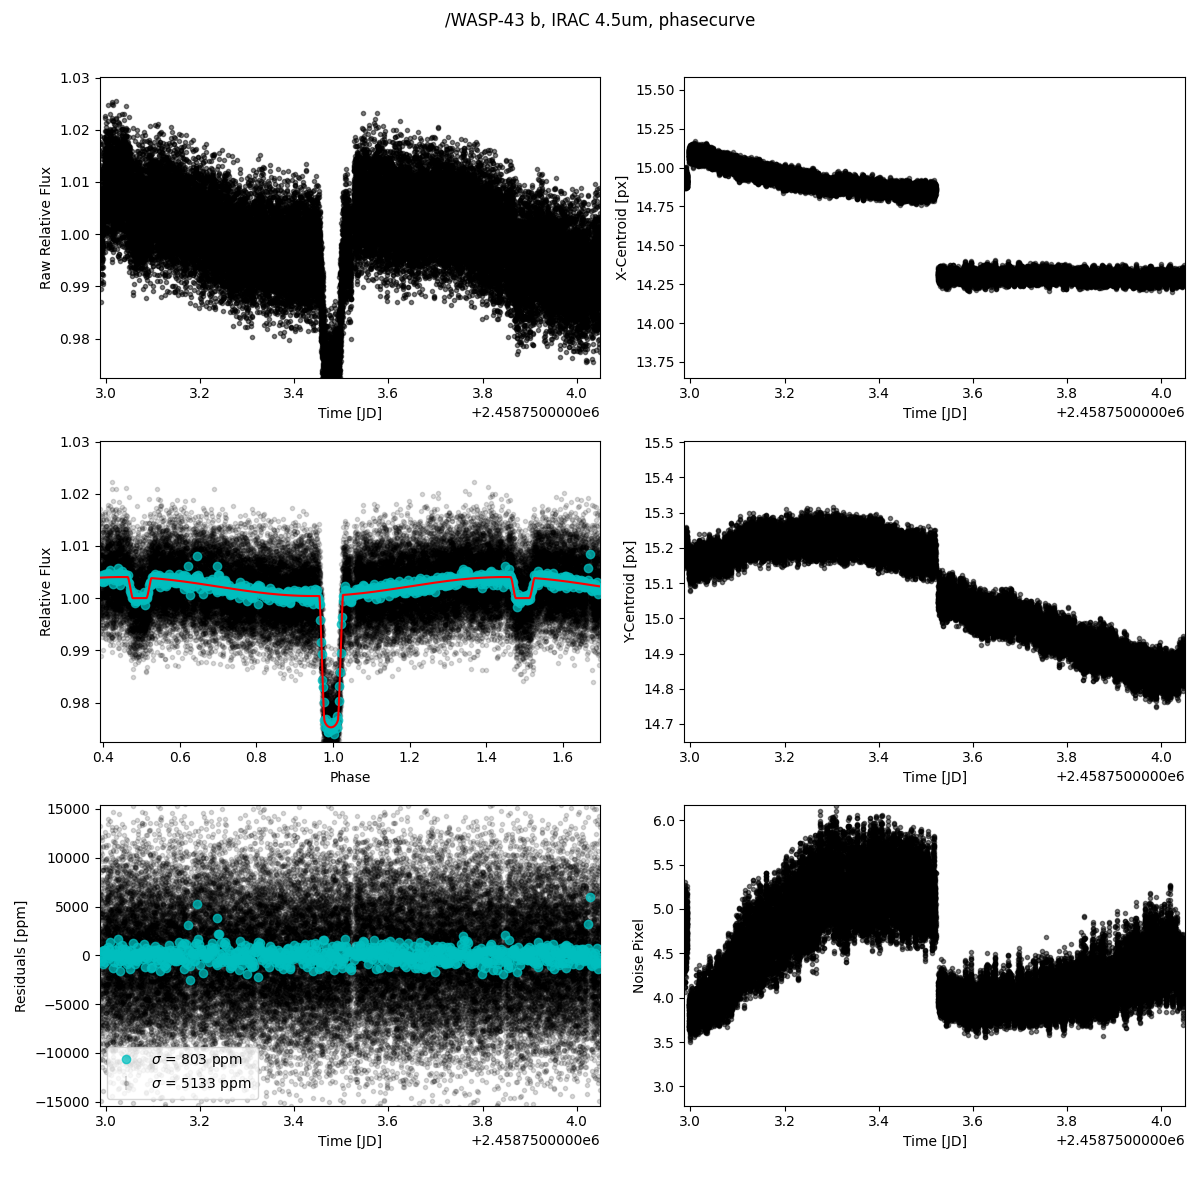 /WASP-43 b, IRAC 4.5um, phasecurve
1.03
1.02
1.01
1.00
0.99
0.98
Raw Relative Flux
3.0 3.2 3.4 3.6 3.8 4.0
Time [JD]
+2.4587500000e6
15.50
15.25
15.00
14.75
14.50
14.25
14.00
13.75
X-Centroid [px]
3.0 3.2 3.4 3.6 3.8 4.0
Time [JD]
+2.4587500000e6
1.03
1.02
1.01
1.00
0.99
0.98
Relative Flux
0.4 0.6 0.8 1.0 1.2 1.4 1.6
Phase
15.5
15.4
15.3
15.2
15.1
15.0
14.9
14.8
14.7
Y-Centroid [px]
3.0 3.2 3.4 3.6 3.8 4.0
Time [JD]
+2.4587500000e6
15000
10000
5000
0
−5000
−10000
−15000
Residuals [ppm]
σ = 803 ppm
σ = 5133 ppm
3.0 3.2 3.4 3.6 3.8 4.0
Time [JD]
+2.4587500000e6
6.0
5.5
5.0
4.5
4.0
3.5
3.0
Noise Pixel
3.0 3.2 3.4 3.6 3.8 4.0
Time [JD]
+2.4587500000e6